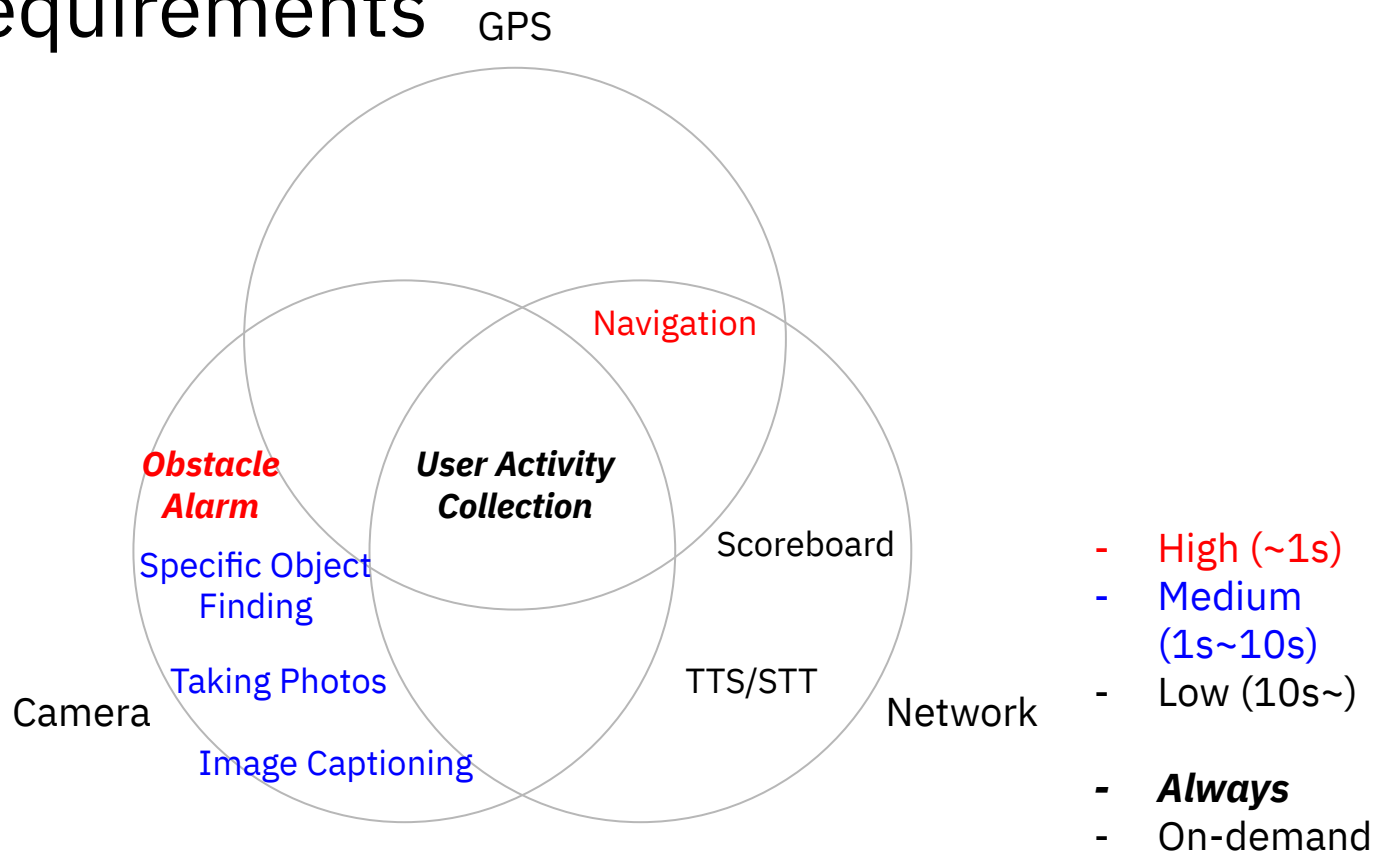 equirements
GPS
Navigation
Obstacle
Alarm
User Activity
Collection
Specific Object
Finding
Scoreboard
Taking Photos
TTS/STT
Camera
Network
Image Captioning
- High (~1s)
- Medium
(1s~10s)
- Low (10s~)
- Always
- On-demand